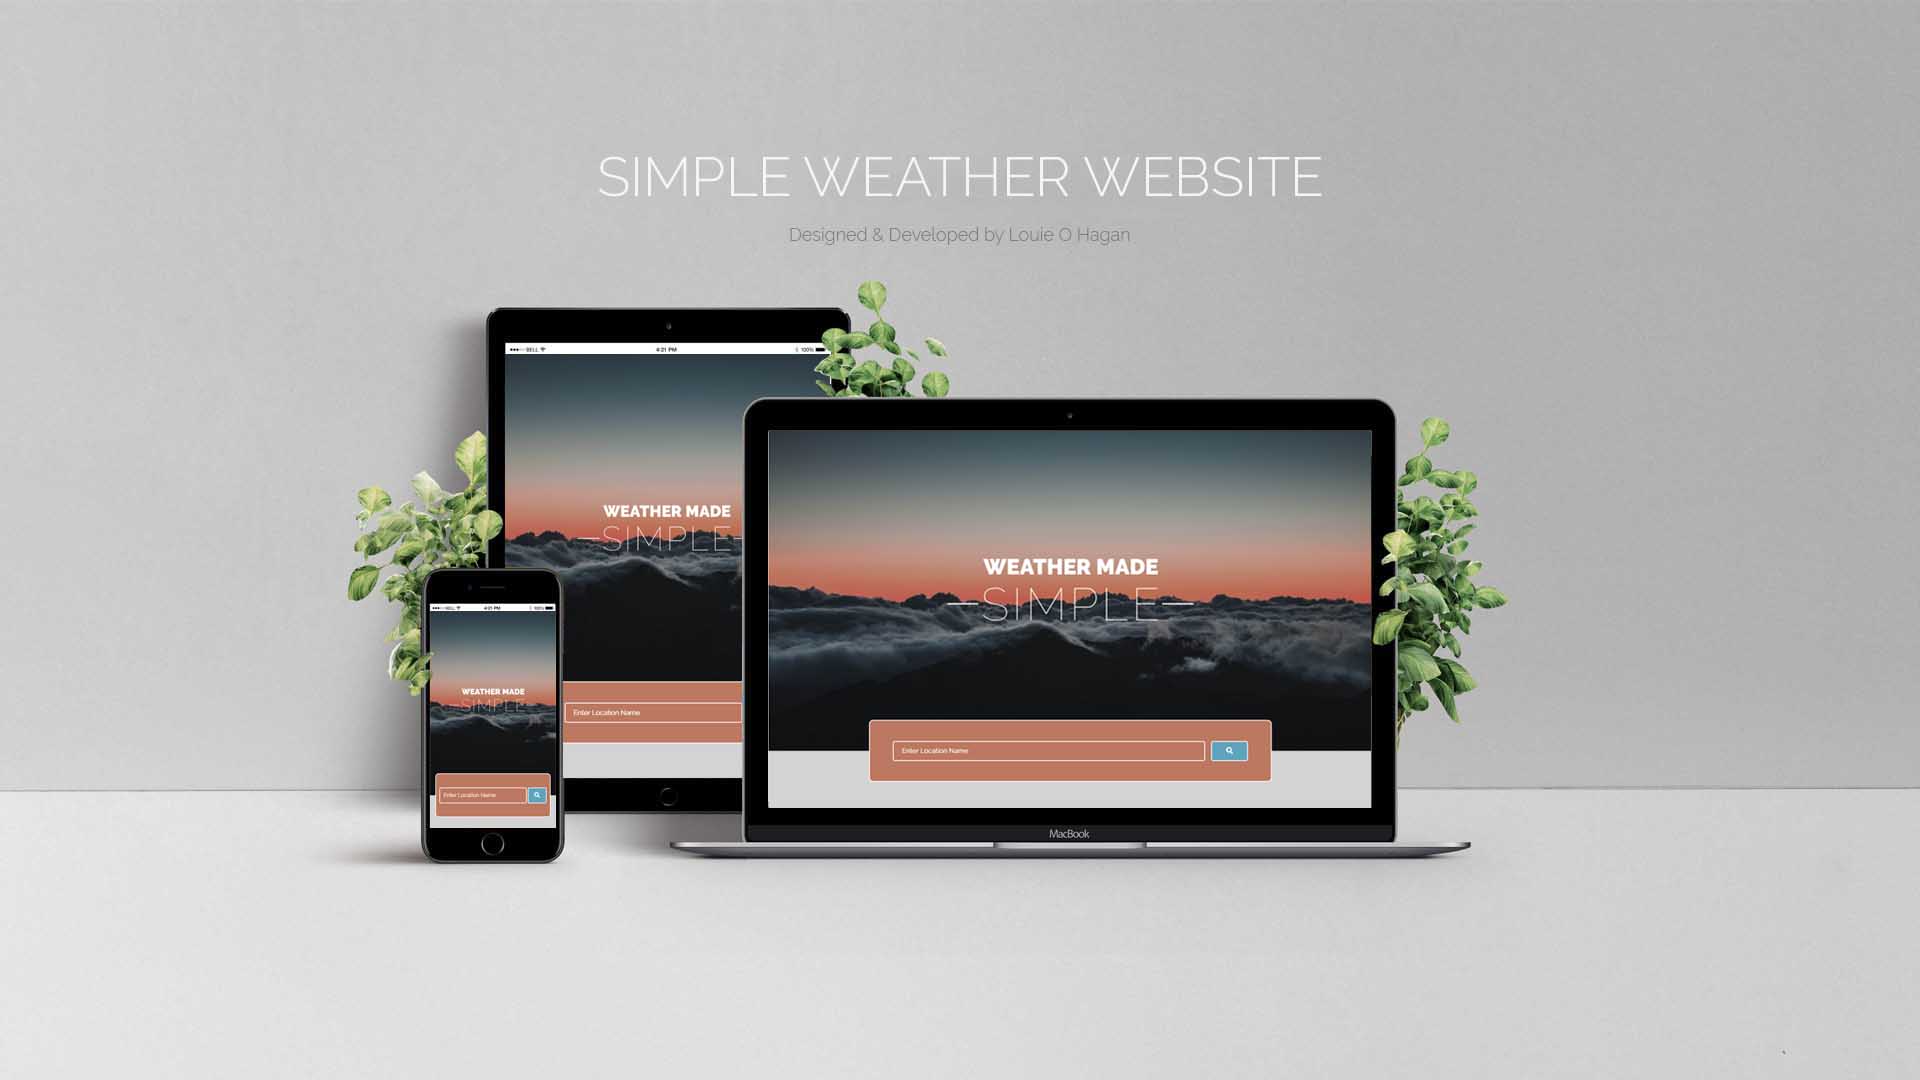 SIMPLE WEATHER WEBSITE
Designed & Developed by Louie O Hagan
BELL 4:21 PM 100%
WEATHER MADE
SIMPLE
Enter Location Name
BELL 4:21 PM 100%
WEATHER MADE
SIMPLE
Enter Location Name
WEATHER MADE
SIMPLE
Enter Location Name
MacBook